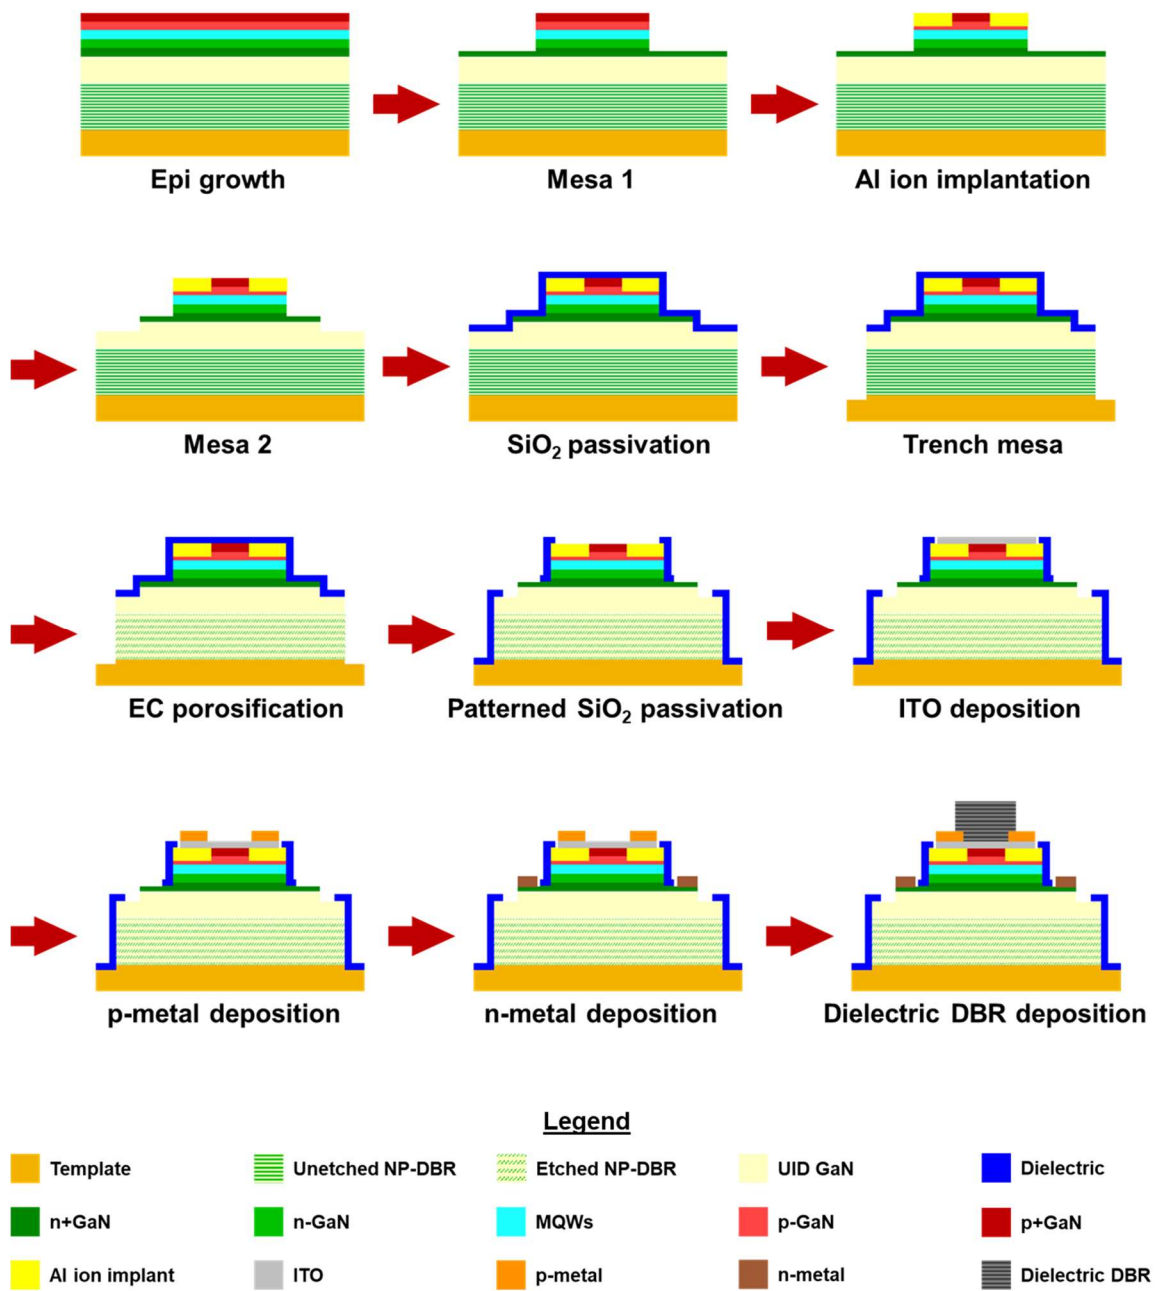 Epi growth
Mesa 1
Al ion implantation
Mesa 2
SiO₂ passivation
Trench mesa
EC porosification
Patterned SiO₂ passivation
ITO deposition
p-metal deposition
n-metal deposition
Dielectric DBR deposition
Legend
Template
Unetched NP-DBR
Etched NP-DBR
UID GaN
Dielectric
n+GaN
n-GaN
MQWs
p-GaN
p+GaN
Al ion implant
ITO
p-metal
n-metal
Dielectric DBR